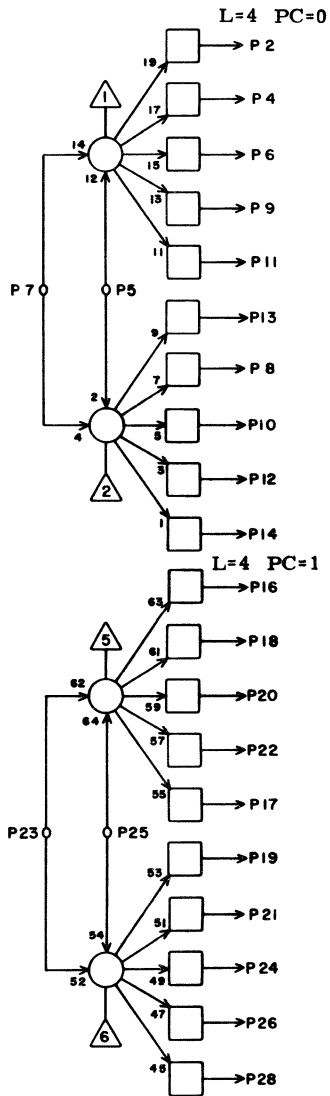 L=4 PC=0
19 P 2
1
17 P 4
14 15 P 6
12 13 P 9
11 P11
P 7 P5
9 P13
2 7 P 8
4 5 P10
3 P12
2
1 P14
L=4 PC=1
63 P16
5
61 P18
62 59 P20
64 57 P22
55 P17
P23 P25
53 P19
51 P21
54
52 49 P24
47 P26
6
45 P28